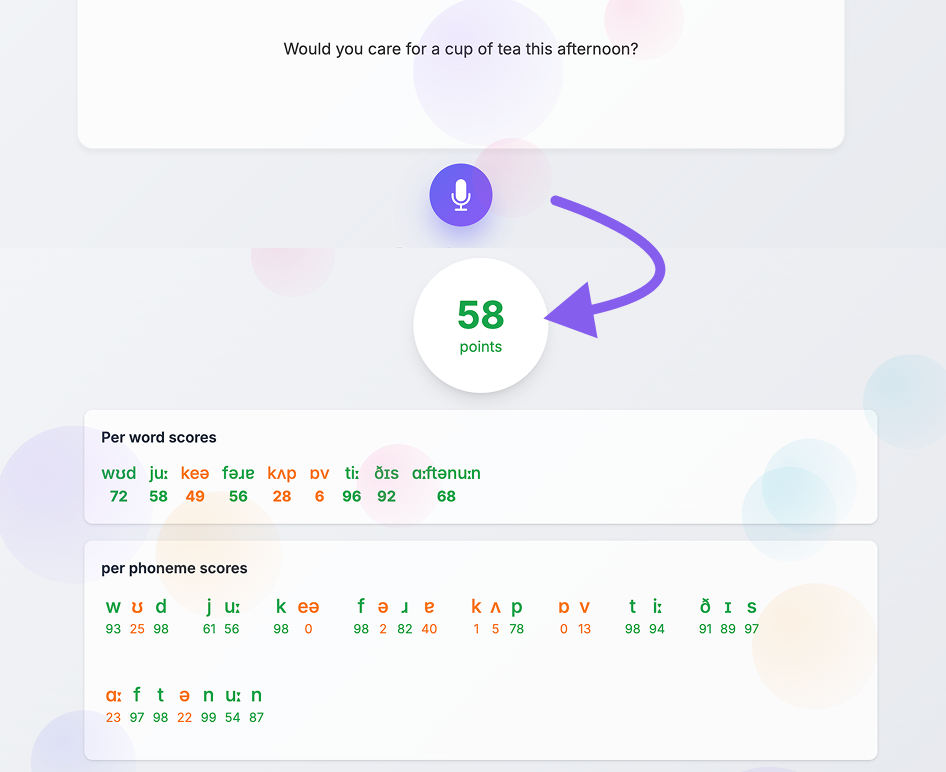 Would you care for a cup of tea this afternoon?
58
points
Per word scores
wʊd juː keə fəɹɐ kʌp ɒv tiː ðɪs ɑːftənuːn
72 58 49 56 28 6 96 92 68
per phoneme scores
w ʊ d j uː k eə f ə ɹ ɐ k ʌ p ɒ v t iː ð ɪ s
93 25 98 61 56 98 0 98 2 82 40 1 5 78 0 13 98 94 91 89 97
ɑː f t ə n uː n
23 97 98 22 99 54 87